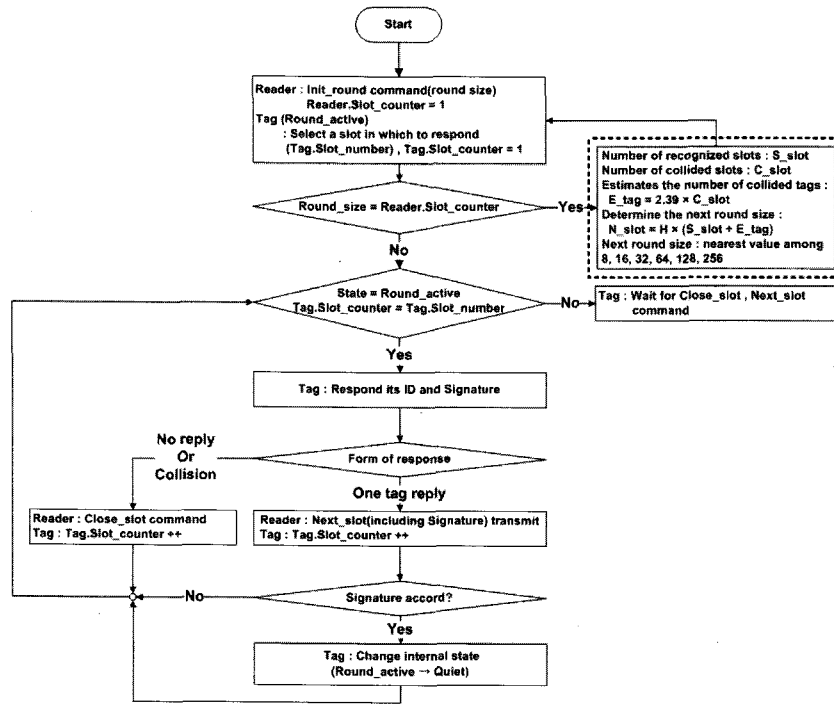 Start
Reader : Init_round command(round size)
Reader.Slot_counter = 1
Tag (Round_active)
: Select a slot in which to respond
(Tag.Slot_number) , Tag.Slot_counter = 1
Number of recognized slots : S_slot
Number of collided slots : C_slot
Estimates the number of collided tags :
E_tag = 2.39 × C_slot
Determine the next round size :
N_slot = H × (S_slot + E_tag)
Next round size : nearest value among
8, 16, 32, 64, 128, 256
Round_size = Reader.Slot_counter
Yes
No
State = Round_active
Tag.Slot_counter = Tag.Slot_number
No
Tag : Wait for Close_slot , Next_slot
command
Yes
Tag : Respond its ID and Signature
No reply
Or
Collision
Form of response
One tag reply
Reader : Close_slot command
Tag : Tag.Slot_counter ++
Reader : Next_slot(including Signature) transmit
Tag : Tag.Slot_counter ++
No
Signature accord?
Yes
Tag : Change internal state
(Round_active → Quiet)